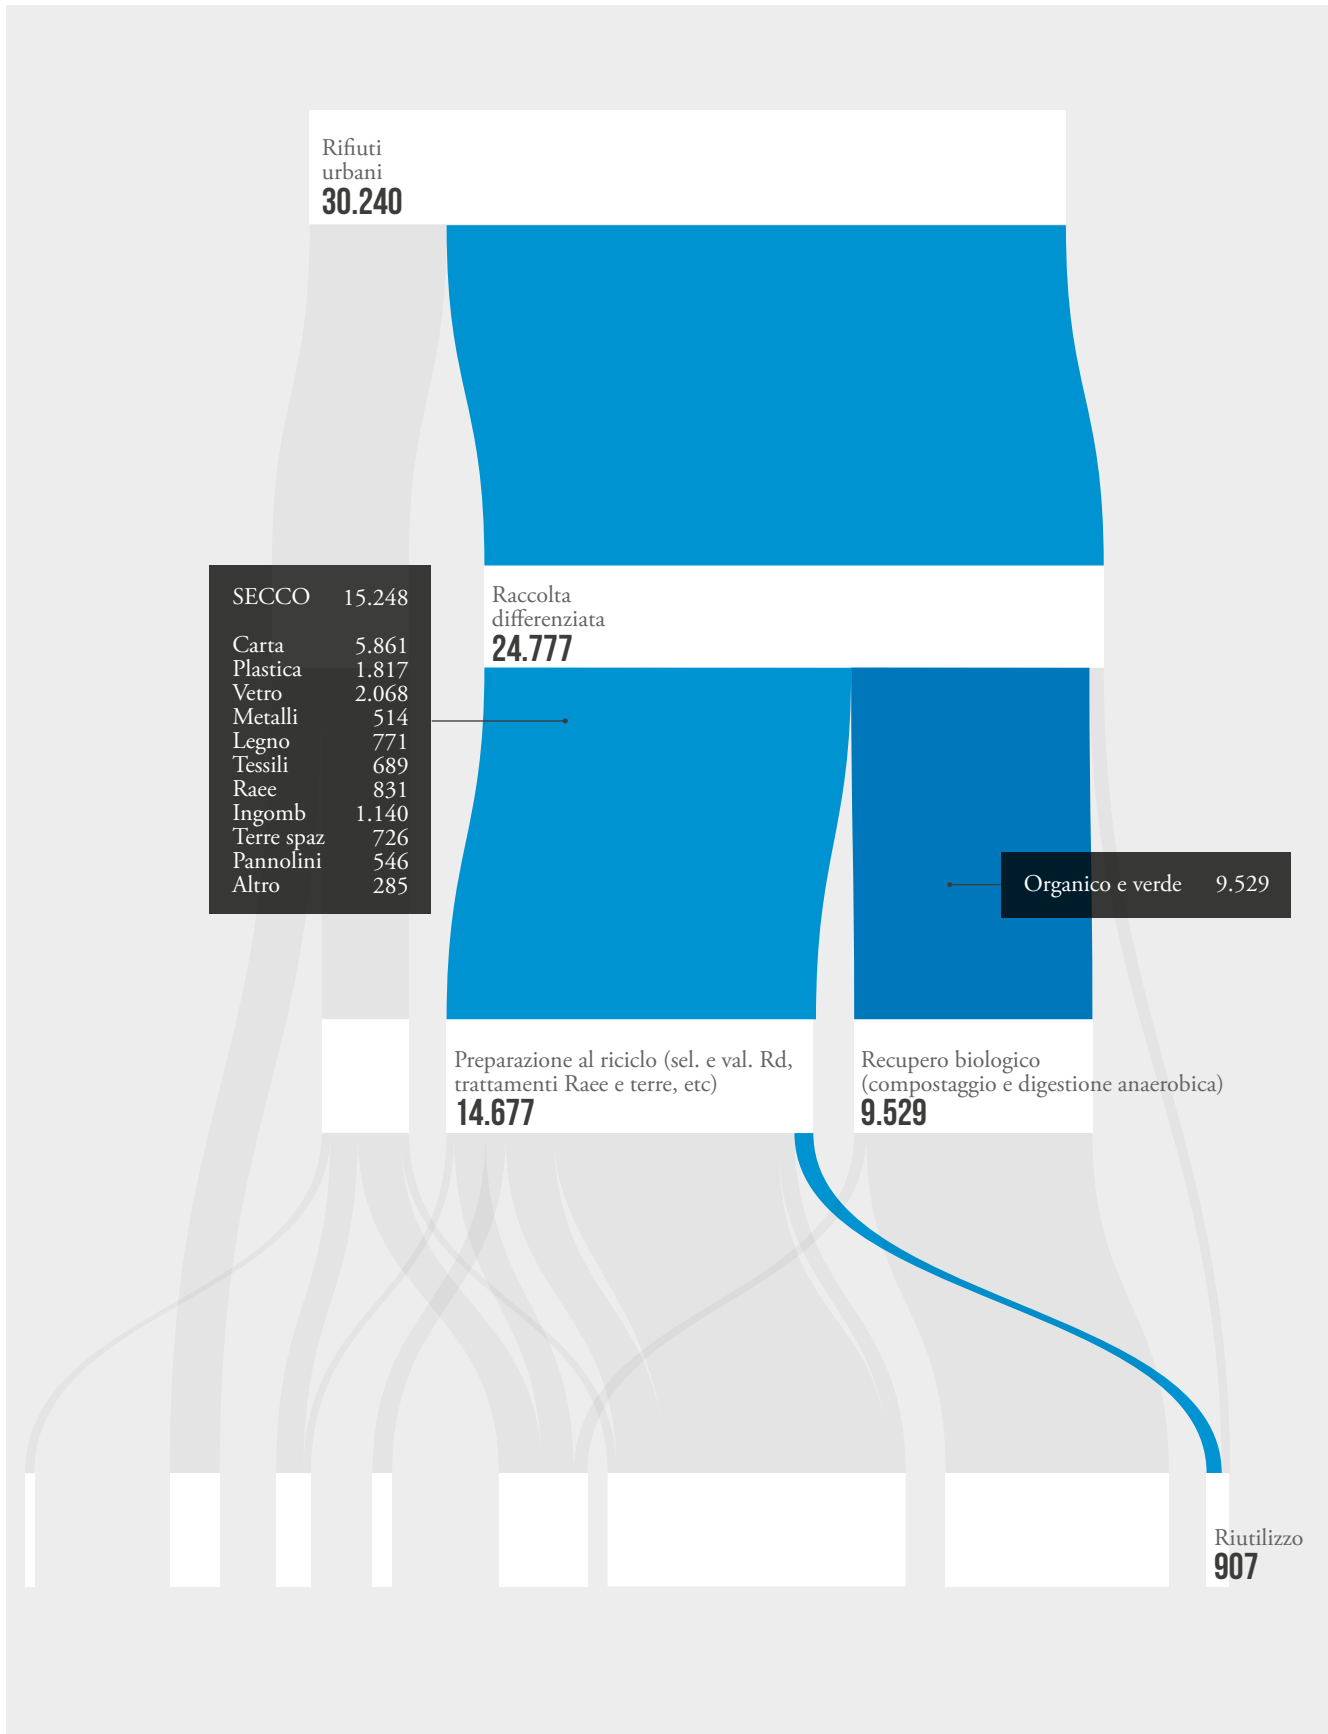 Rifiuti
urbani
30.240
SECCO 15.248
Carta 5.861
Plastica 1.817
Vetro 2.068
Metalli 514
Legno 771
Tessili 689
Raee 831
Ingomb 1.140
Terre spaz 726
Pannolini 546
Altro 285
Raccolta
differenziata
24.777
Organico e verde 9.529
Preparazione al riciclo (sel. e val. Rd,
trattamenti Raee e terre, etc)
14.677
Recupero biologico
(compostaggio e digestione anaerobica)
9.529
Riutilizzo
907